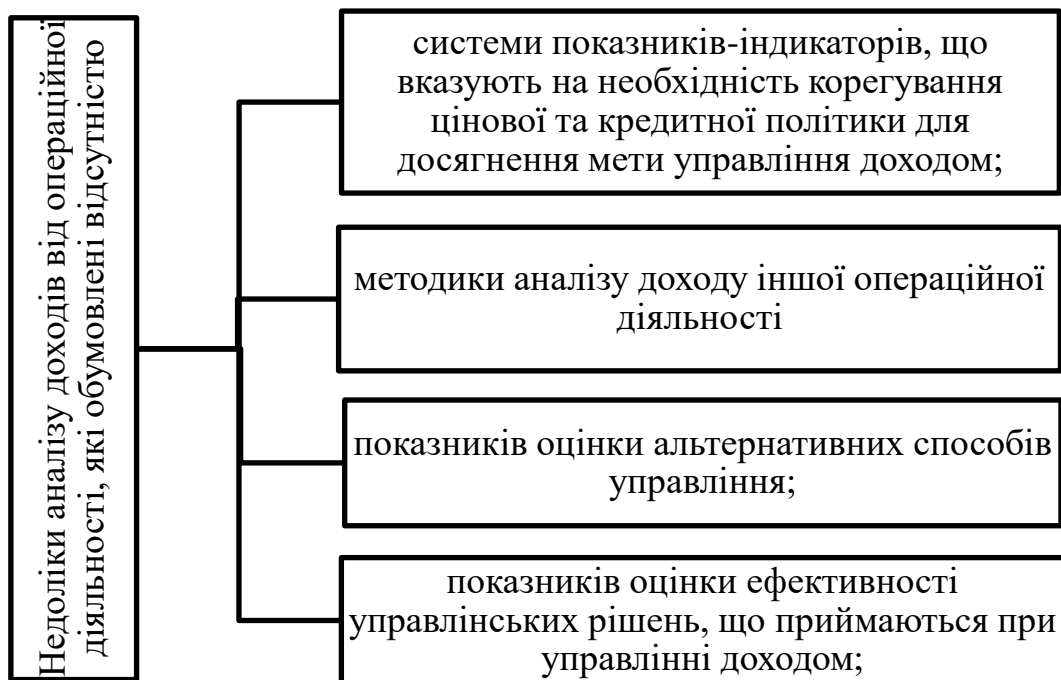 Недоліки аналізу доходів від операційної
діяльності, які обумовлені відсутністю
системи показників-індикаторів, що
вказують на необхідність корегування
цінової та кредитної політики для
досягнення мети управління доходом;
методики аналізу доходу іншої операційної
діяльності
показників оцінки альтернативних способів
управління;
показників оцінки ефективності
управлінських рішень, що приймаються при
управлінні доходом;